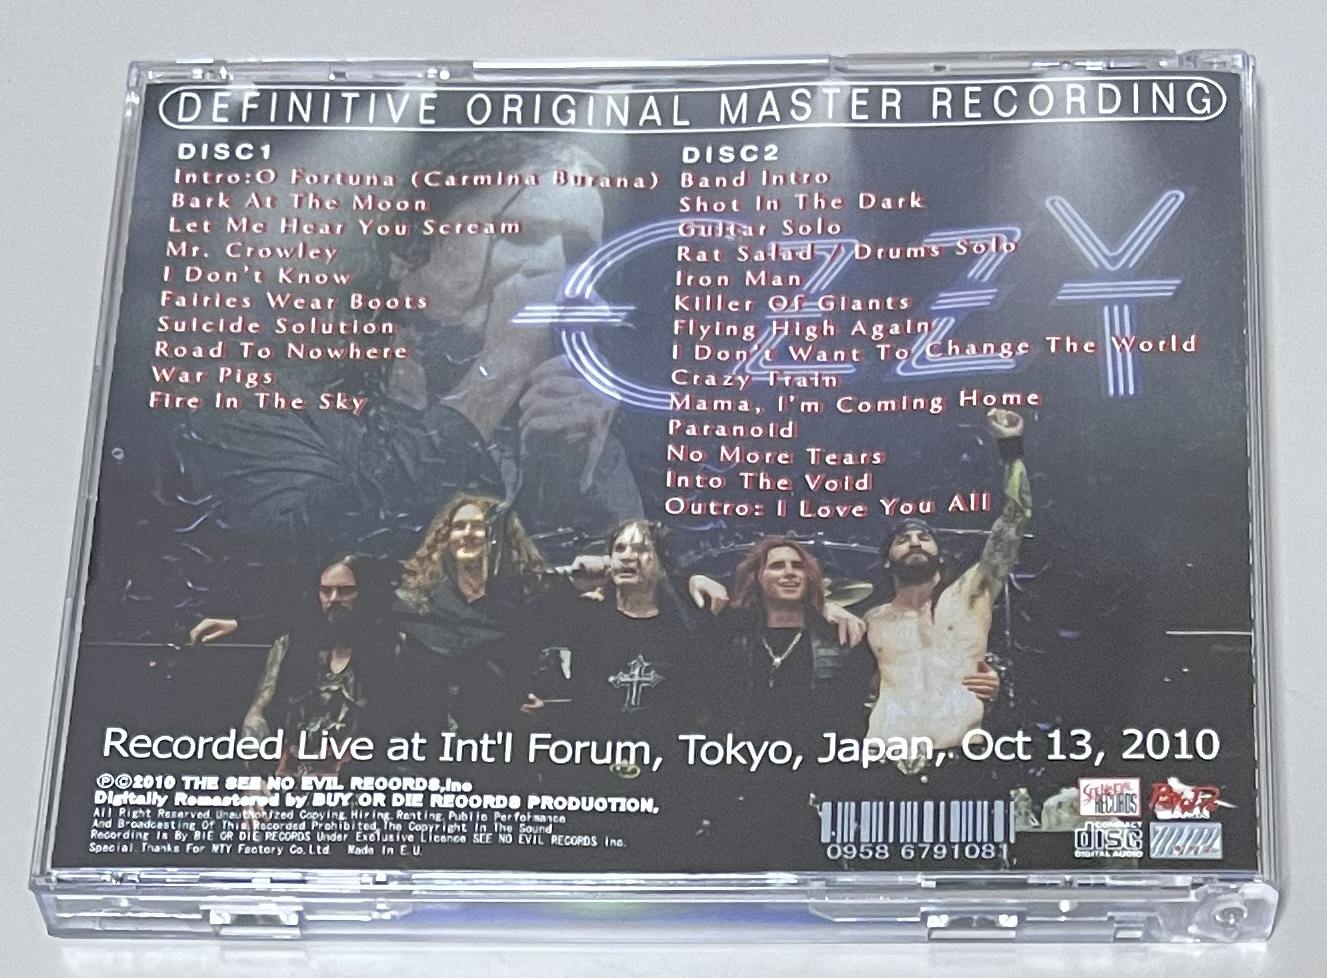 DEFINITIVE ORIGINAL MASTER RECORDING
DISC1
Intro:O Fortuna (Carmina Burana)
Bark At The Moon
Let Me Hear You Scream
Mr. Crowley
I Don't Know
Fairies Wear Boots
Suicide Solution
Road To Nowhere
War Pigs
Fire In The Sky
DISC2
Band Intro
Shot In The Dark
Guitar Solo
Rat Salad / Drums Solo
Iron Man
Killer Of Giants
Flying High Again
I Don't Want To Change The World
Crazy Train
Mama, I'm Coming Home
Paranoid
No More Tears
Into The Void
Outro: I Love You All
OZZY
Recorded Live at Int'l Forum, Tokyo, Japan, Oct 13, 2010
℗©2010 THE SEE NO EVIL RECORDS,Inc
Digitally Remastered by BUY OR DIE RECORDS PRODUCTION,
All Right Reserved. Unauthorized Copying. Hiring. Renting. Public Performance
And Broadcasting Of This Recorded Prohibited. The Copyright In The Sound
Recording Is By BIE OR DIE RECORDS Under Exclusive Licence SEE NO EVIL RECORDS Inc.
Special Thanks For MTY Factory Co.Ltd. Made In E.U.
0958 6791081
RECORDS
COMPACT
disc
DIGITAL AUDIO